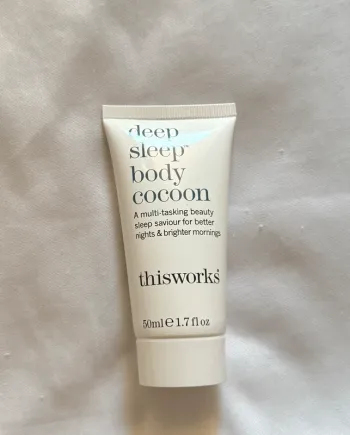 deep
sleep™
body
cocoon
A multi-tasking beauty
sleep saviour for better
nights & brighter mornings
thisworks®
50ml ℮ 1.7 fl oz